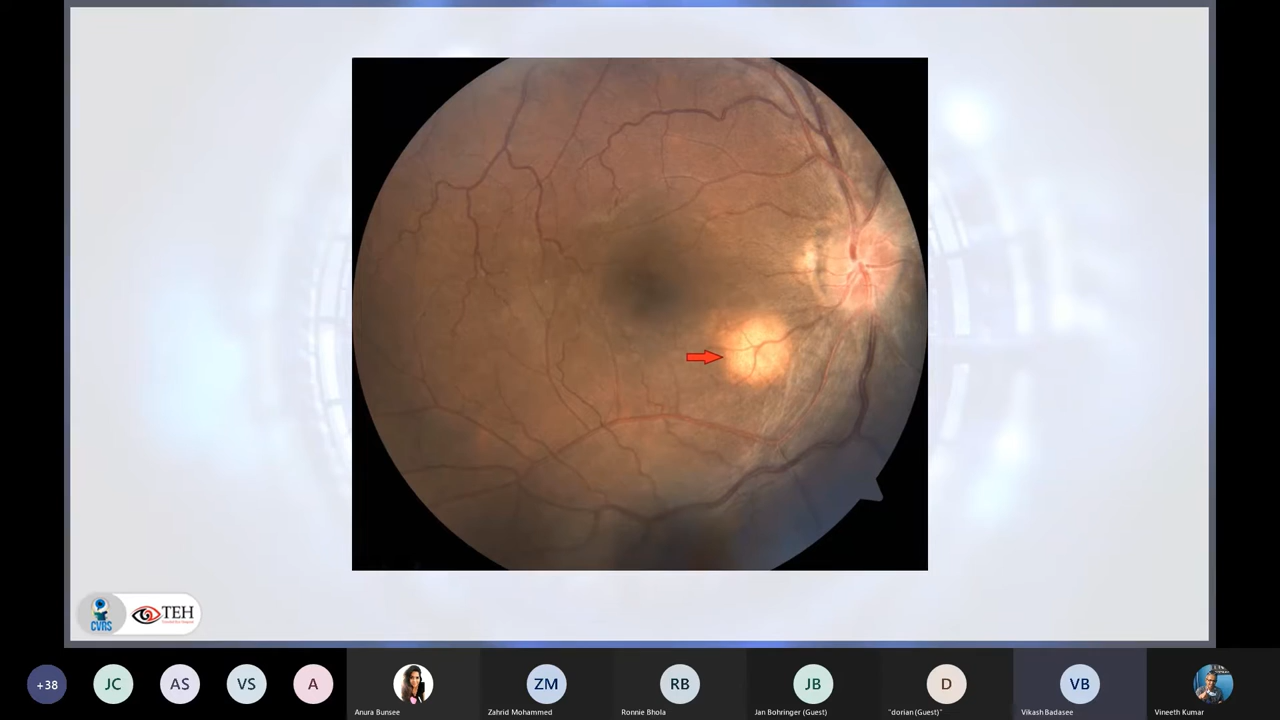 CVRS
TEH
+38
JC
AS
VS
A
ZM
RB
JB
D
VB
Anura Bunsee
Zahrid Mohammed
Ronnie Bhola
Jan Bohringer (Guest)
"dorian (Guest)"
Vikash Badasee
Vineeth Kumar